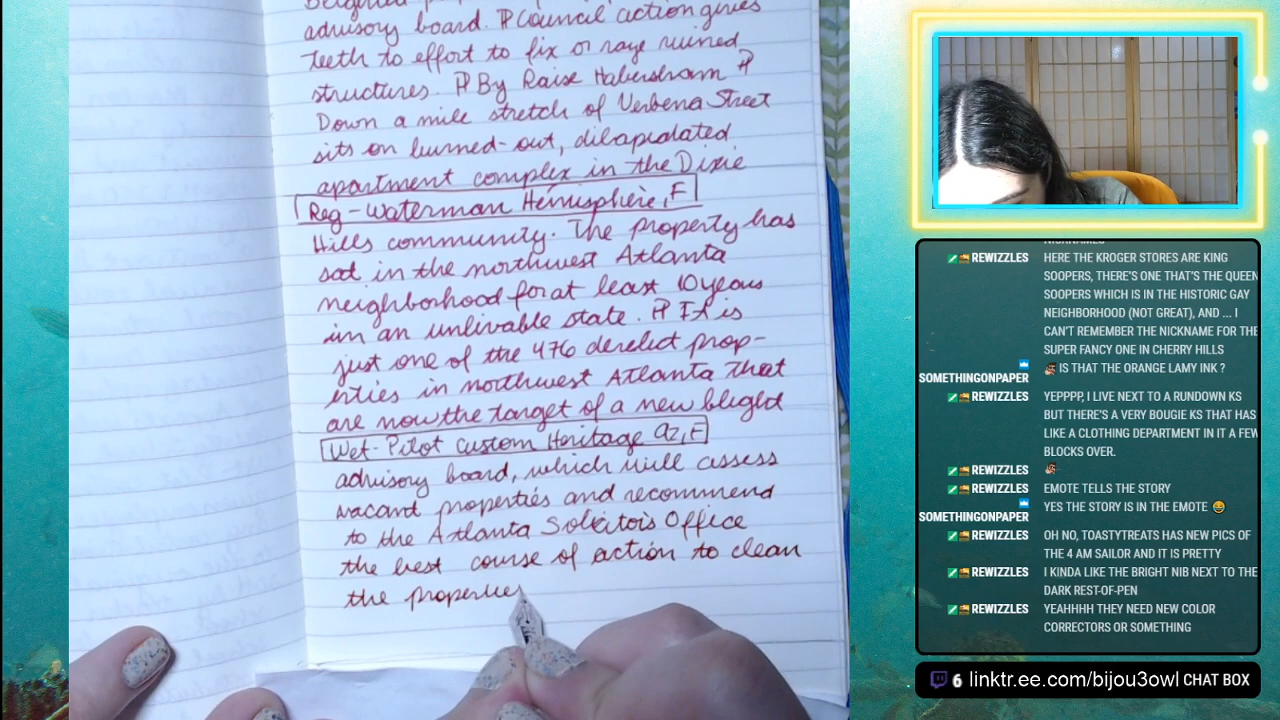 advisory board. ⁋ Council action gives
teeth to effort to fix or raze ruined
structures. ⁋ By Raisa Habersham ⁋
Down a mile stretch of Verbena Street
sits on burned-out, dilapidated
apartment complex in the Dixie
Reg-Waterman Hémisphère, F
Hills community. The property has
sat in the northwest Atlanta
neighborhood for at least 10 years
in an unlivable state. ⁋ It is
just one of the 476 derelict prop-
erties in northwest Atlanta that
are now the target of a new blight
Wet-Pilot Custom Heritage 92, F
advisory board, which will assess
vacant properties and recommend
to the Atlanta Solicitor's Office
the best course of action to clean
the properties
REWIZZLES HERE THE KROGER STORES ARE KING
SOOPERS, THERE'S ONE THAT'S THE QUEEN
SOOPERS WHICH IS IN THE HISTORIC GAY
NEIGHBORHOOD (NOT GREAT), AND ... I
CAN'T REMEMBER THE NICKNAME FOR THE
SUPER FANCY ONE IN CHERRY HILLS
SOMETHINGONPAPER IS THAT THE ORANGE LAMY INK ?
REWIZZLES YEPPPP, I LIVE NEXT TO A RUNDOWN KS
BUT THERE'S A VERY BOUGIE KS THAT HAS
LIKE A CLOTHING DEPARTMENT IN IT A FEW
BLOCKS OVER.
REWIZZLES
REWIZZLES EMOTE TELLS THE STORY
SOMETHINGONPAPER YES THE STORY IS IN THE EMOTE 😅
REWIZZLES OH NO, TOASTYTREATS HAS NEW PICS OF
THE 4 AM SAILOR AND IT IS PRETTY
REWIZZLES I KINDA LIKE THE BRIGHT NIB NEXT TO THE
DARK REST-OF-PEN
REWIZZLES YEAHHHH THEY NEED NEW COLOR
CORRECTORS OR SOMETHING
6 linktr.ee.com/bijou3owl CHAT BOX